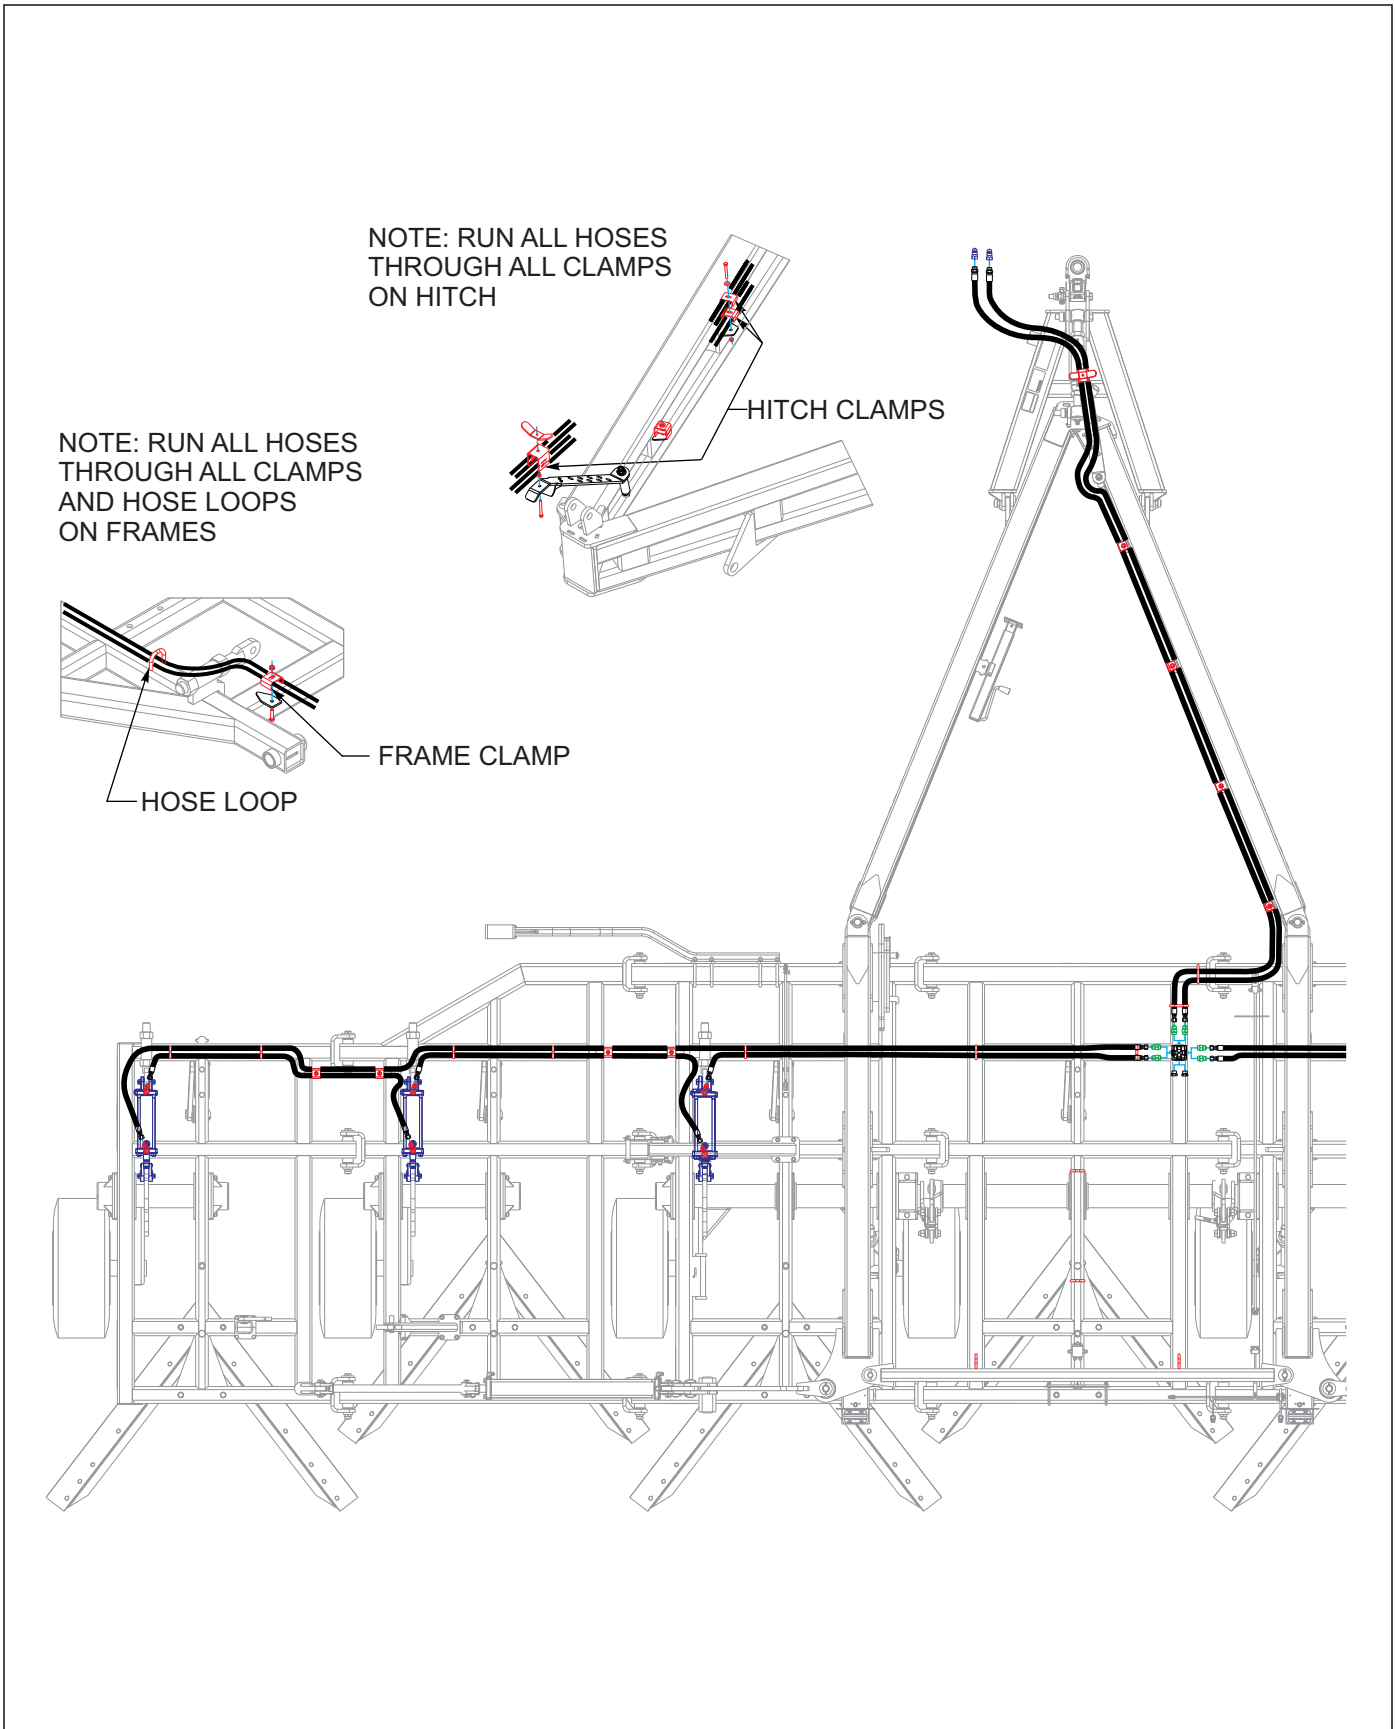 NOTE: RUN ALL HOSES
THROUGH ALL CLAMPS
ON HITCH
HITCH CLAMPS
NOTE: RUN ALL HOSES
THROUGH ALL CLAMPS
AND HOSE LOOPS
ON FRAMES
FRAME CLAMP
HOSE LOOP